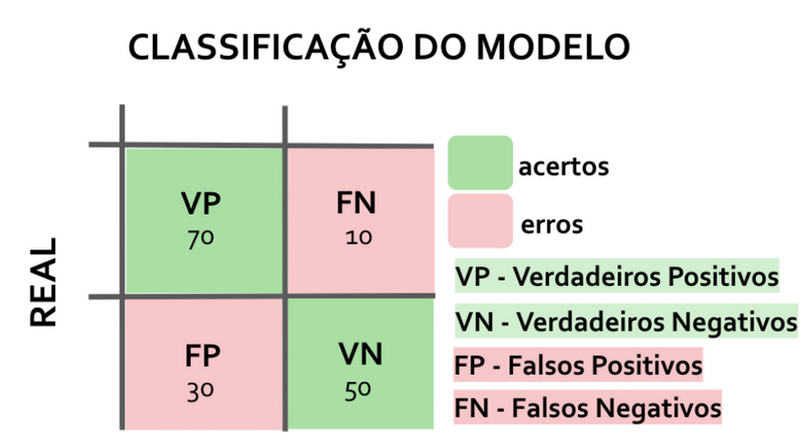 CLASSIFICAÇÃO DO MODELO
REAL
VP
70
FN
10
FP
30
VN
50
acertos
erros
VP - Verdadeiros Positivos
VN - Verdadeiros Negativos
FP - Falsos Positivos
FN - Falsos Negativos